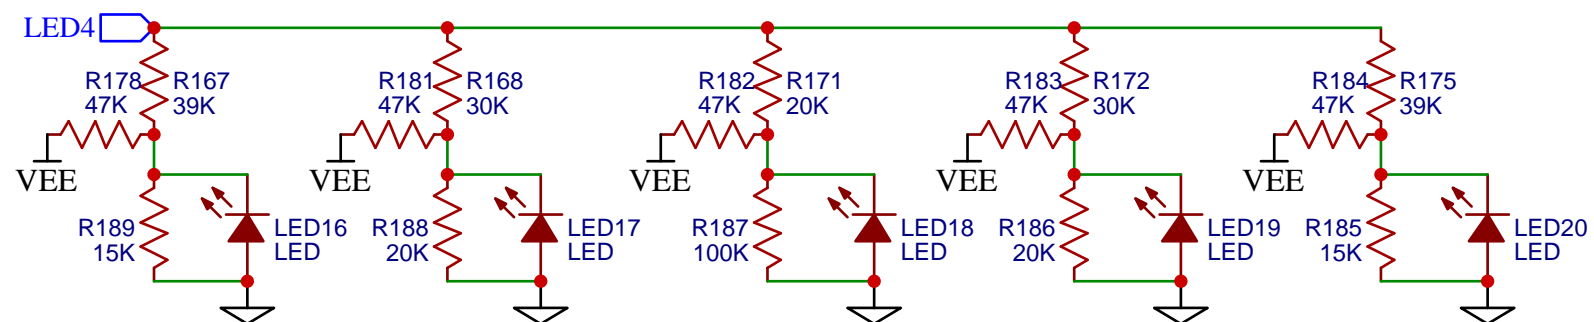 LED4
R178
47K
R167
39K
VEE
R189
15K
LED16
LED
R181
47K
R168
30K
VEE
R188
20K
LED17
LED
R182
47K
R171
20K
VEE
R187
100K
LED18
LED
R183
47K
R172
30K
VEE
R186
20K
LED19
LED
R184
47K
R175
39K
VEE
R185
15K
LED20
LED